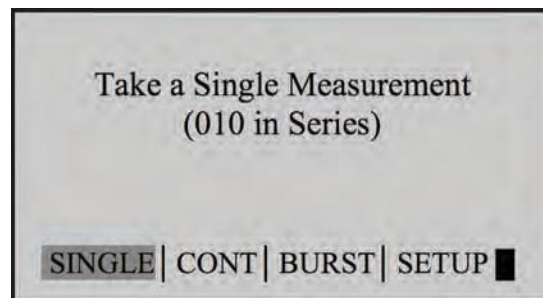 Take a Single Measurement
(010 in Series)
SINGLE| CONT| BURST| SETUP